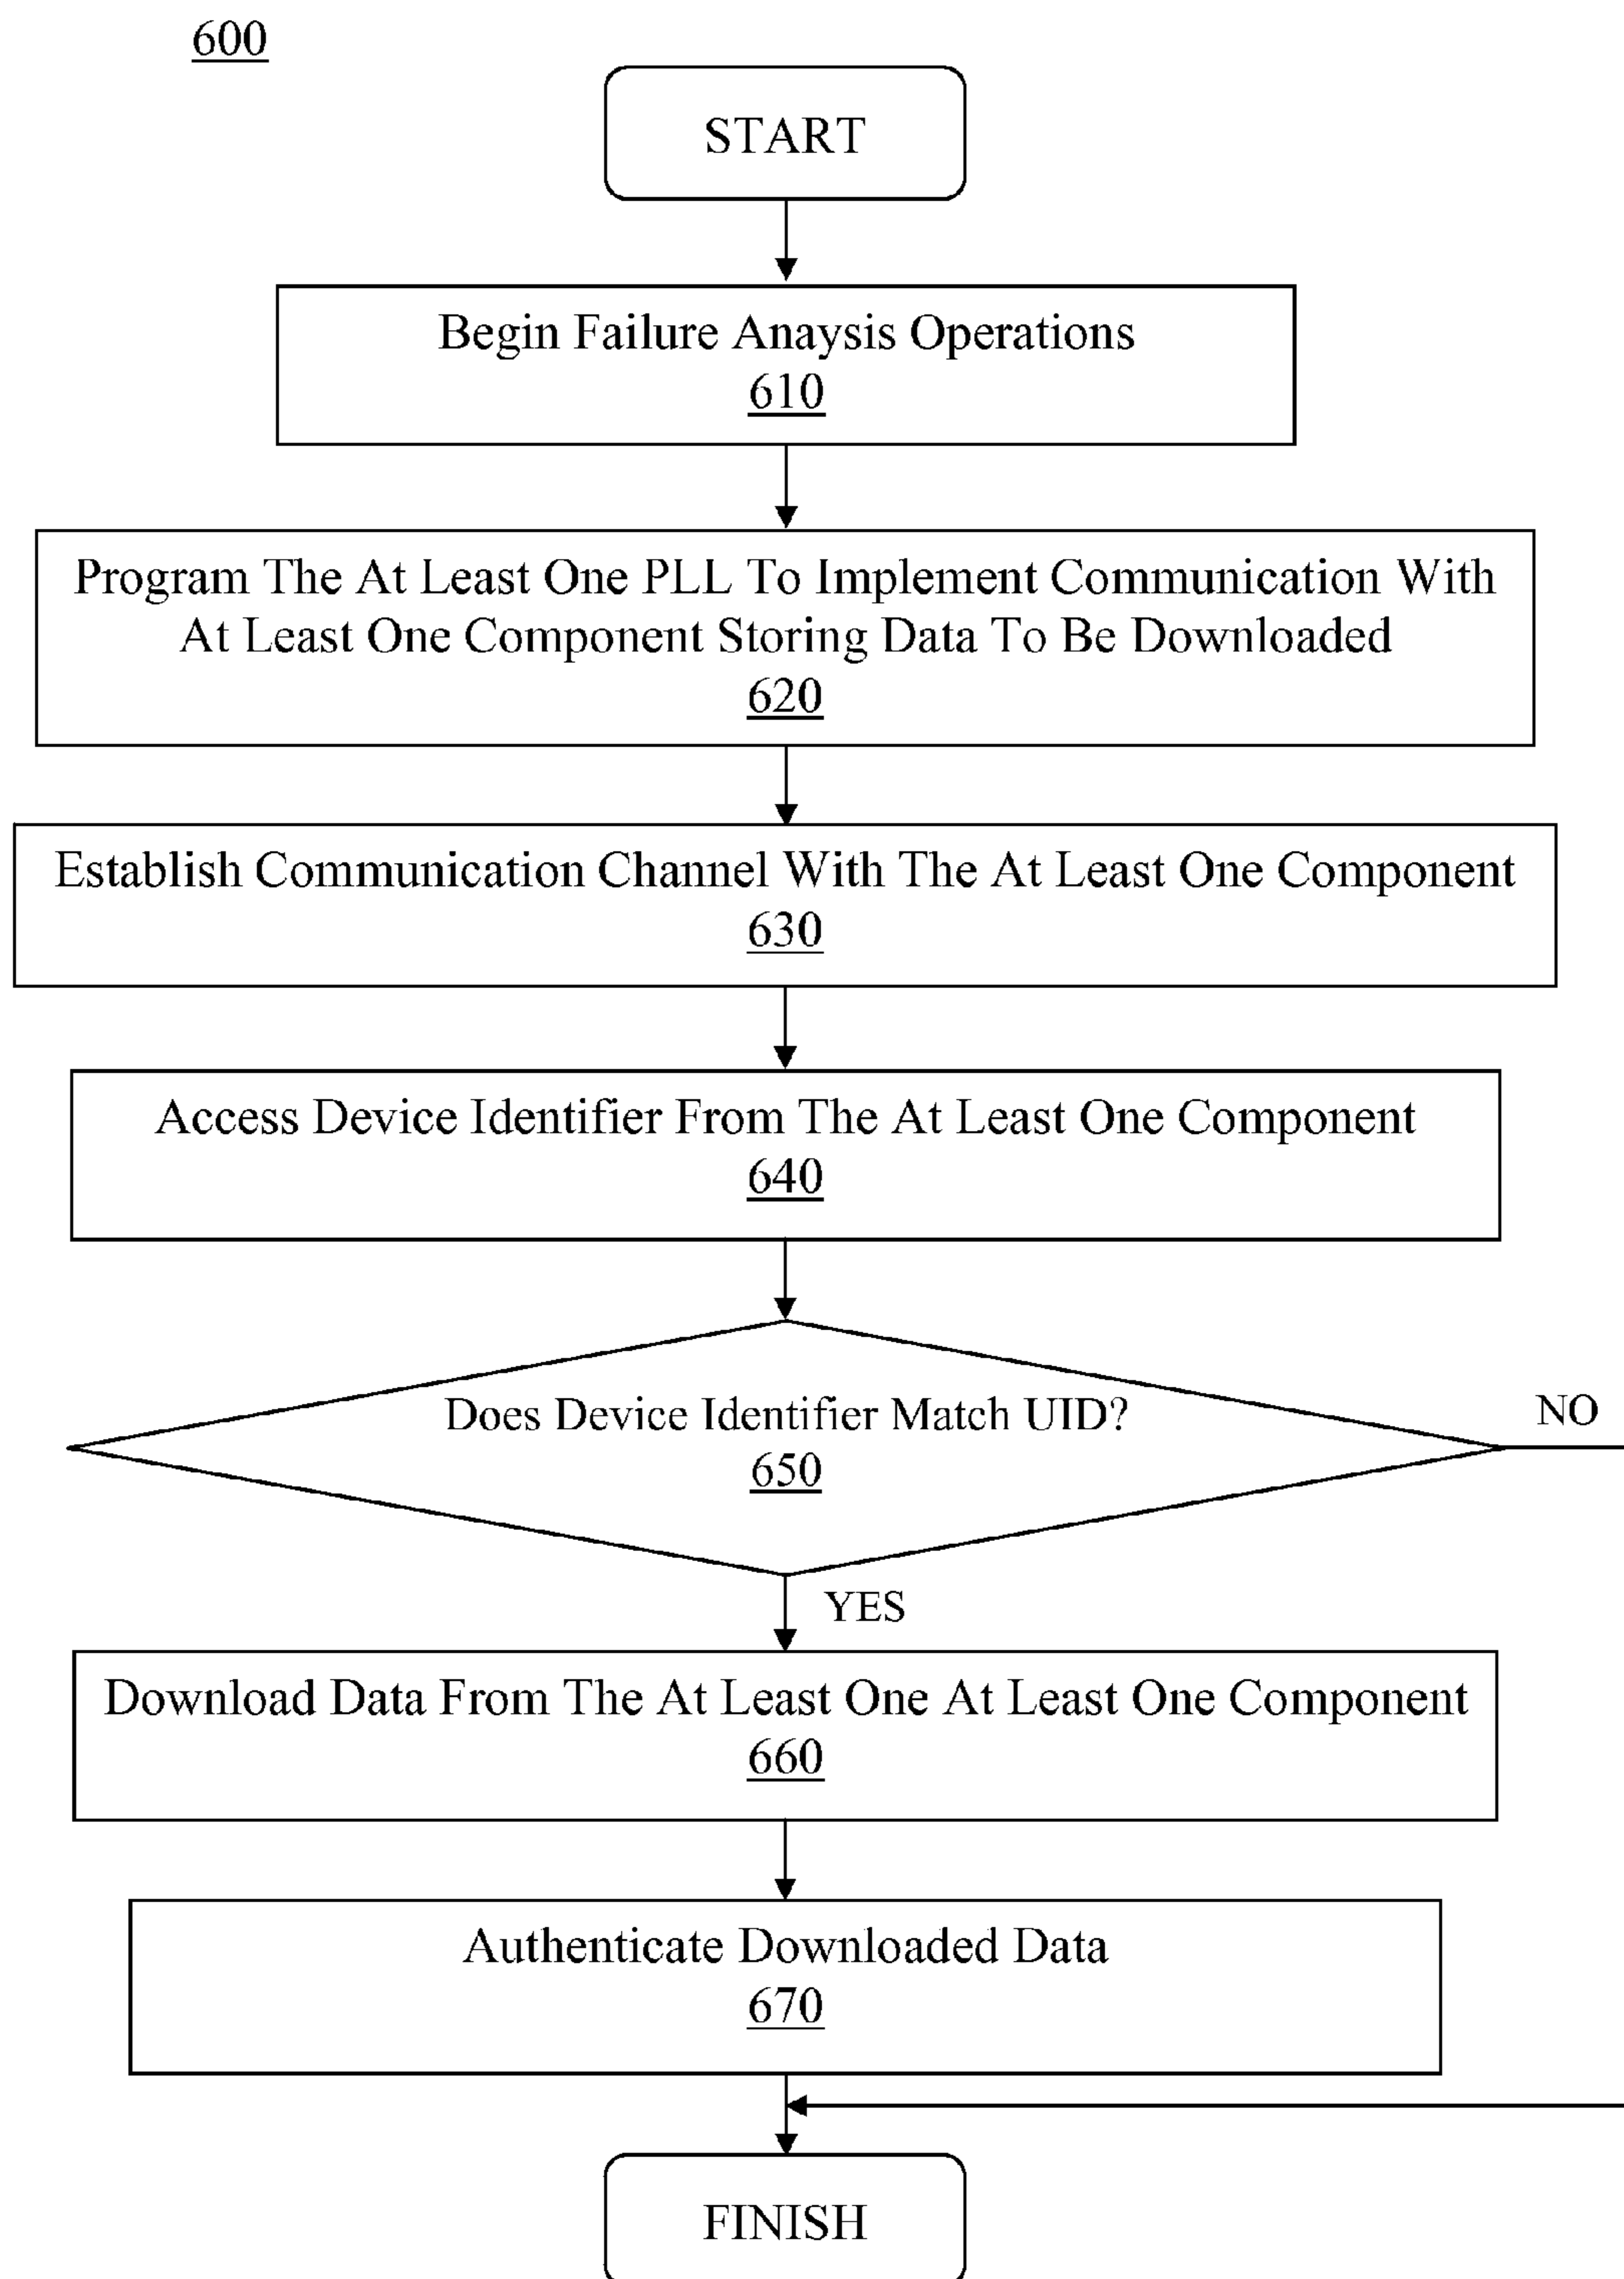 600
START
Begin Failure Anaysis Operations
610
Program The At Least One PLL To Implement Communication With
At Least One Component Storing Data To Be Downloaded
620
Establish Communication Channel With The At Least One Component
630
Access Device Identifier From The At Least One Component
640
Does Device Identifier Match UID?
650
NO
YES
Download Data From The At Least One At Least One Component
660
Authenticate Downloaded Data
670
FINISH